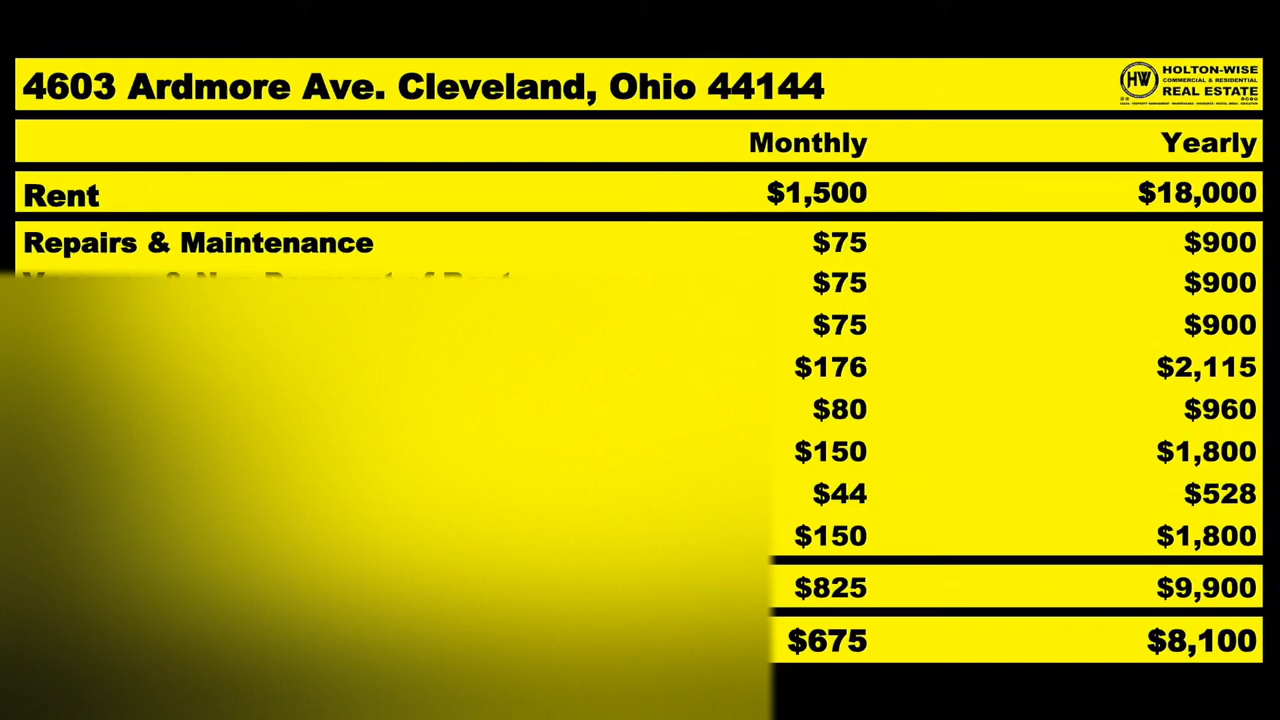 4603 Ardmore Ave. Cleveland, Ohio 44144
HW
HOLTON-WISE
COMMERCIAL & RESIDENTIAL
REAL ESTATE
Monthly Yearly
Rent $1,500 $18,000
Repairs & Maintenance $75 $900
$75 $900
$75 $900
$176 $2,115
$80 $960
$150 $1,800
$44 $528
$150 $1,800
$825 $9,900
$675 $8,100